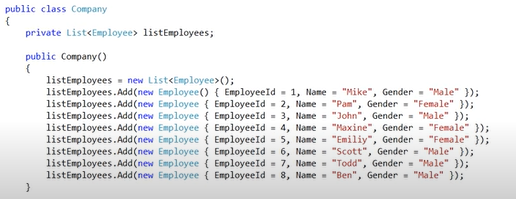 public class Company
{
private List<Employee> listEmployees;
public Company()
{
listEmployees = new List<Employee>();
listEmployees.Add(new Employee() { EmployeeId = 1, Name = "Mike", Gender = "Male" });
listEmployees.Add(new Employee { EmployeeId = 2, Name = "Pam", Gender = "Female" });
listEmployees.Add(new Employee { EmployeeId = 3, Name = "John", Gender = "Male" });
listEmployees.Add(new Employee { EmployeeId = 4, Name = "Maxine", Gender = "Female" });
listEmployees.Add(new Employee { EmployeeId = 5, Name = "Emiliy", Gender = "Female" });
listEmployees.Add(new Employee { EmployeeId = 6, Name = "Scott", Gender = "Male" });
listEmployees.Add(new Employee { EmployeeId = 7, Name = "Todd", Gender = "Male" });
listEmployees.Add(new Employee { EmployeeId = 8, Name = "Ben", Gender = "Male" });
}